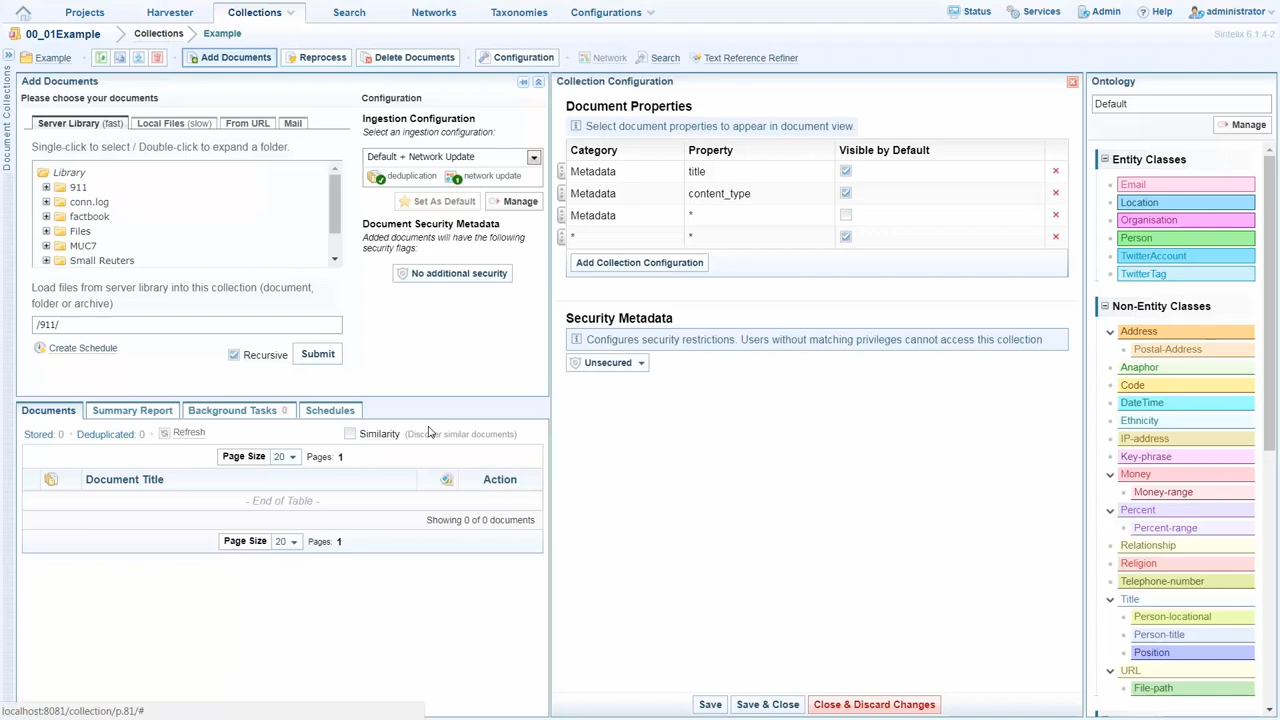 Projects
Harvester
Collections
Search
Networks
Taxonomies
Configurations
Status
Services
Admin
Help
administrator
00_01Example
Collections
Example
Sintelix 6.1.4-2
Example
Add Documents
Reprocess
Delete Documents
Configuration
Network
Search
Text Reference Refiner
Document Collections
Add Documents
Please choose your documents
Server Library (fast)
Local Files (slow)
From URL
Mail
Single-click to select / Double-click to expand a folder.
Library
911
conn.log
factbook
Files
MUC7
Small Reuters
Load files from server library into this collection (document,
folder or archive)
/911/
Create Schedule
Recursive
Submit
Configuration
Ingestion Configuration
Select an ingestion configuration:
Default + Network Update
deduplication
network update
Set As Default
Manage
Document Security Metadata
Added documents will have the following
security flags:
No additional security
Documents
Summary Report
Background Tasks 0
Schedules
Stored: 0
Deduplicated: 0
Refresh
Similarity
(Discover similar documents)
Page Size 20 Pages: 1
Document Title
Action
- End of Table -
Showing 0 of 0 documents
Page Size 20 Pages: 1
Collection Configuration
Document Properties
Select document properties to appear in document view.
Category Property Visible by Default
Metadata title
Metadata content_type
Metadata *
* *
Add Collection Configuration
Security Metadata
Configures security restrictions. Users without matching privileges cannot access this collection
Unsecured
Save
Save & Close
Close & Discard Changes
Ontology
Default
Manage
Entity Classes
Email
Location
Organisation
Person
TwitterAccount
TwitterTag
Non-Entity Classes
Address
Postal-Address
Anaphor
Code
DateTime
Ethnicity
IP-address
Key-phrase
Money
Money-range
Percent
Percent-range
Relationship
Religion
Telephone-number
Title
Person-locational
Person-title
Position
URL
File-path
localhost:8081/collection/p.81/#